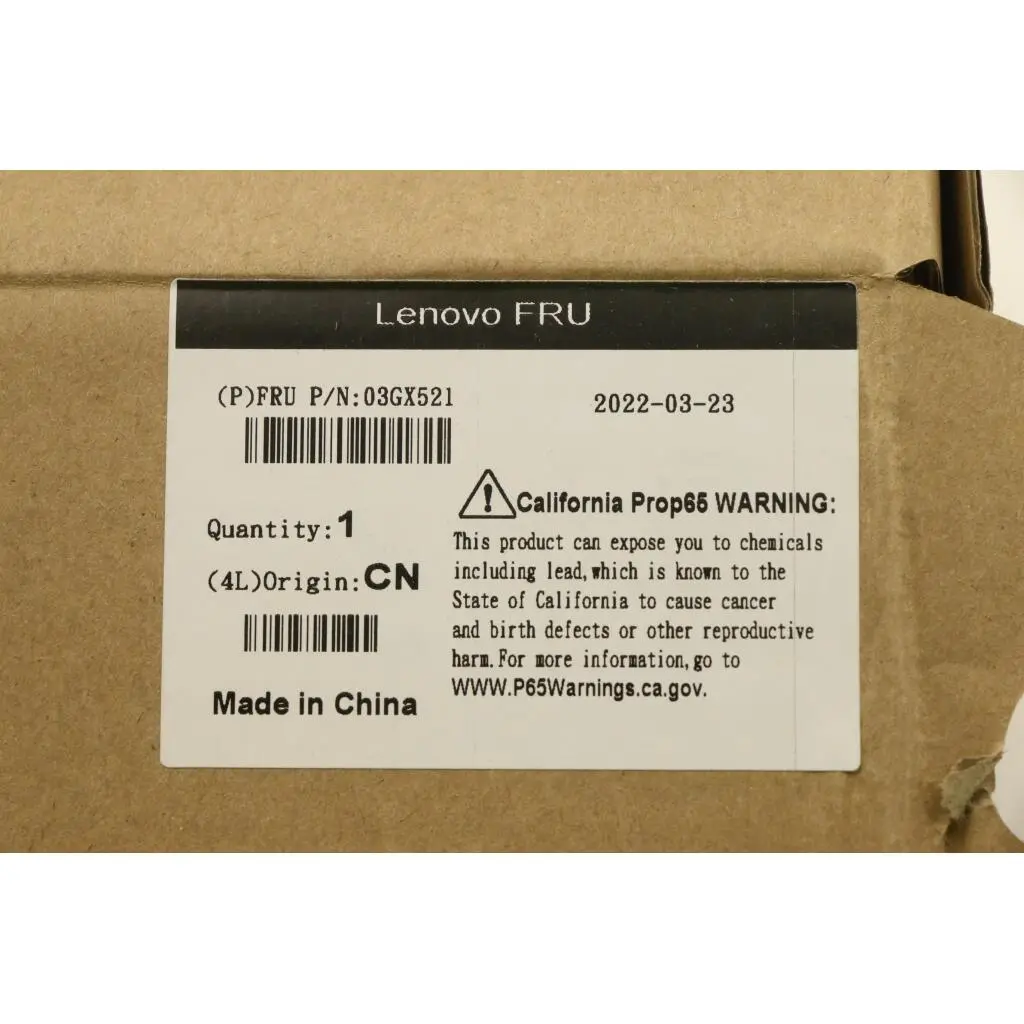 Lenovo FRU
(P)FRU P/N:03GX521
2022-03-23
Quantity:1
(4L)Origin:CN
Made in China
California Prop65 WARNING:
This product can expose you to chemicals
including lead,which is known to the
State of California to cause cancer
and birth defects or other reproductive
harm.For more information,go to
WWW.P65Warnings.ca.gov.